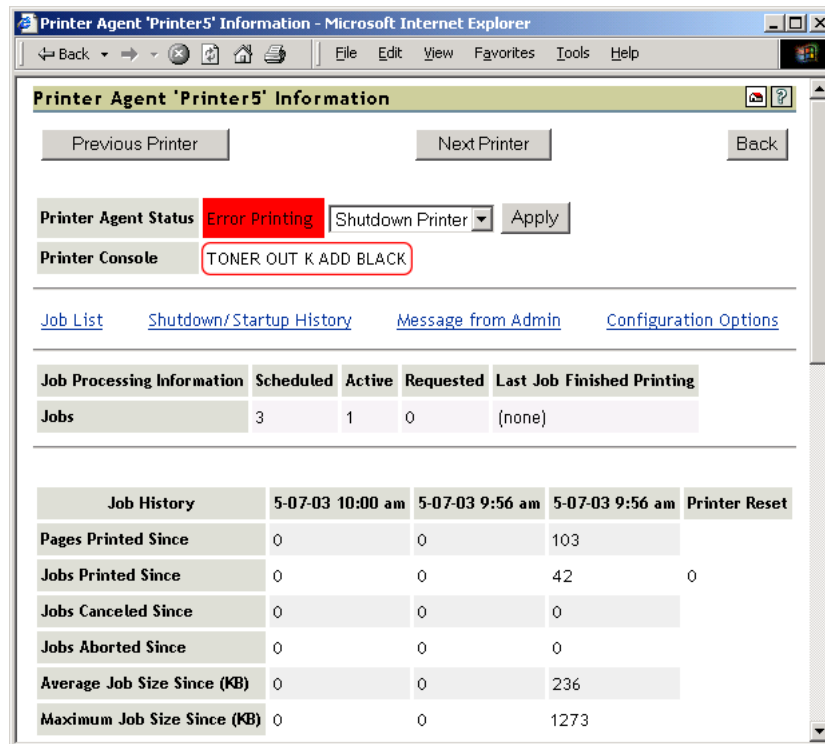 Printer Agent 'Printer5' Information - Microsoft Internet Explorer
Back File Edit View Favorites Tools Help
Printer Agent 'Printer5' Information
Previous Printer Next Printer Back
Printer Agent Status Error Printing Shutdown Printer Apply
Printer Console TONER OUT K ADD BLACK
Job List Shutdown/Startup History Message from Admin Configuration Options
Job Processing Information Scheduled Active Requested Last Job Finished Printing
Jobs 3 1 0 (none)
Job History 5-07-03 10:00 am 5-07-03 9:56 am 5-07-03 9:56 am Printer Reset
Pages Printed Since 0 0 103
Jobs Printed Since 0 0 42 0
Jobs Canceled Since 0 0 0
Jobs Aborted Since 0 0 0
Average Job Size Since (KB) 0 0 236
Maximum Job Size Since (KB) 0 0 1273